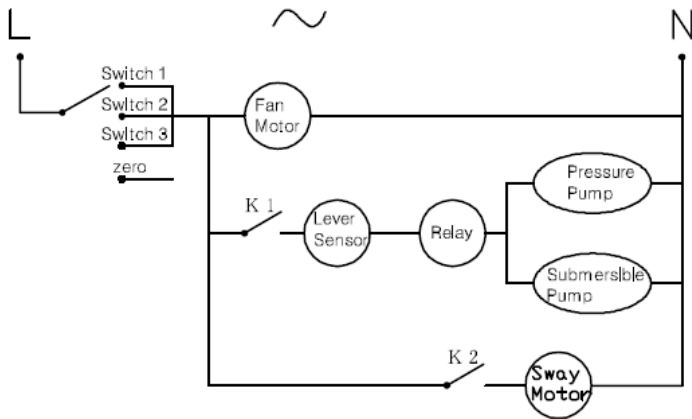 L
N
Switch 1
Switch 2
Switch 3
zero
Fan
Motor
K 1
Lever
Sensor
Relay
Pressure
Pump
Submersible
Pump
K 2
Sway
Motor